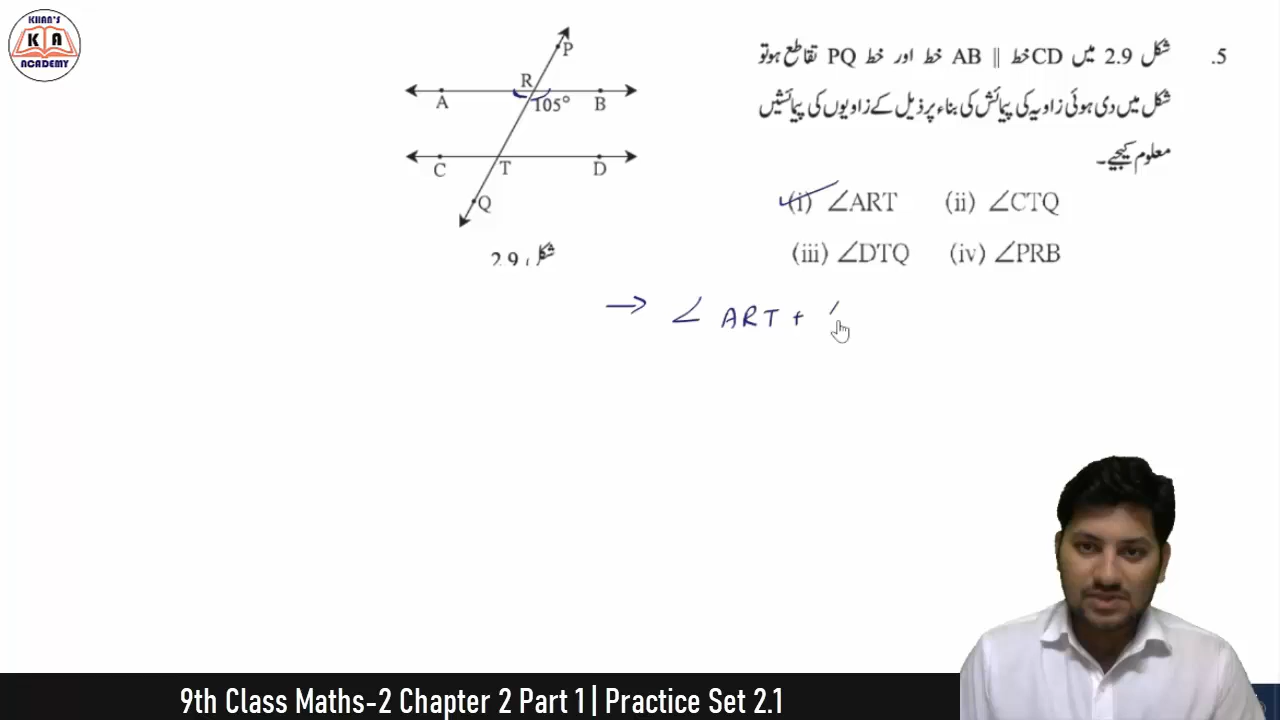 KHAN'S
K A
ACADEMY
P
R
A
105°
B
C
T
D
Q
شکل 2.9
5. شکل 2.9 میں خط CD || خط AB اور خط PQ تقاطع ہو تو
شکل میں دی ہوئی زاویہ کی پیمائش کی بناء پر ذیل کے زاویوں کی پیمائشیں
معلوم کیجیے۔
(i) ∠ART (ii) ∠CTQ
(iii) ∠DTQ (iv) ∠PRB
→ ∠ ART +
9th Class Maths-2 Chapter 2 Part 1| Practice Set 2.1